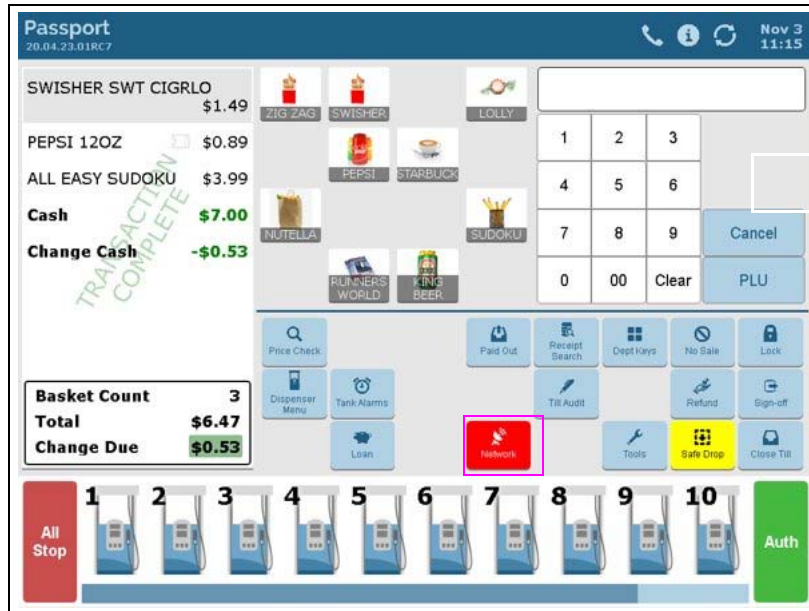 Passport
20.04.23.01RC7
Nov 3
11:15
SWISHER SWT CIGRLO
$1.49
PEPSI 12OZ $0.89
ALL EASY SUDOKU $3.99
Cash $7.00
Change Cash -$0.53
TRANSACTION
COMPLETE
Basket Count 3
Total $6.47
Change Due $0.53
ZIG ZAG SWISHER LOLLY
PEPSI STARBUCK
NUTELLA SUDOKU
RUNNERS
WORLD
KING
BEER
1 2 3
4 5 6
7 8 9 Cancel
0 00 Clear PLU
Price Check
Paid Out
Receipt
Search
Dept Keys
No Sale
Lock
Dispenser
Menu
Tank Alarms
Till Audit
Refund
Sign-off
Loan
Network
Tools
Safe Drop
Close Till
All
Stop
1 2 3 4 5 6 7 8 9 10
Auth